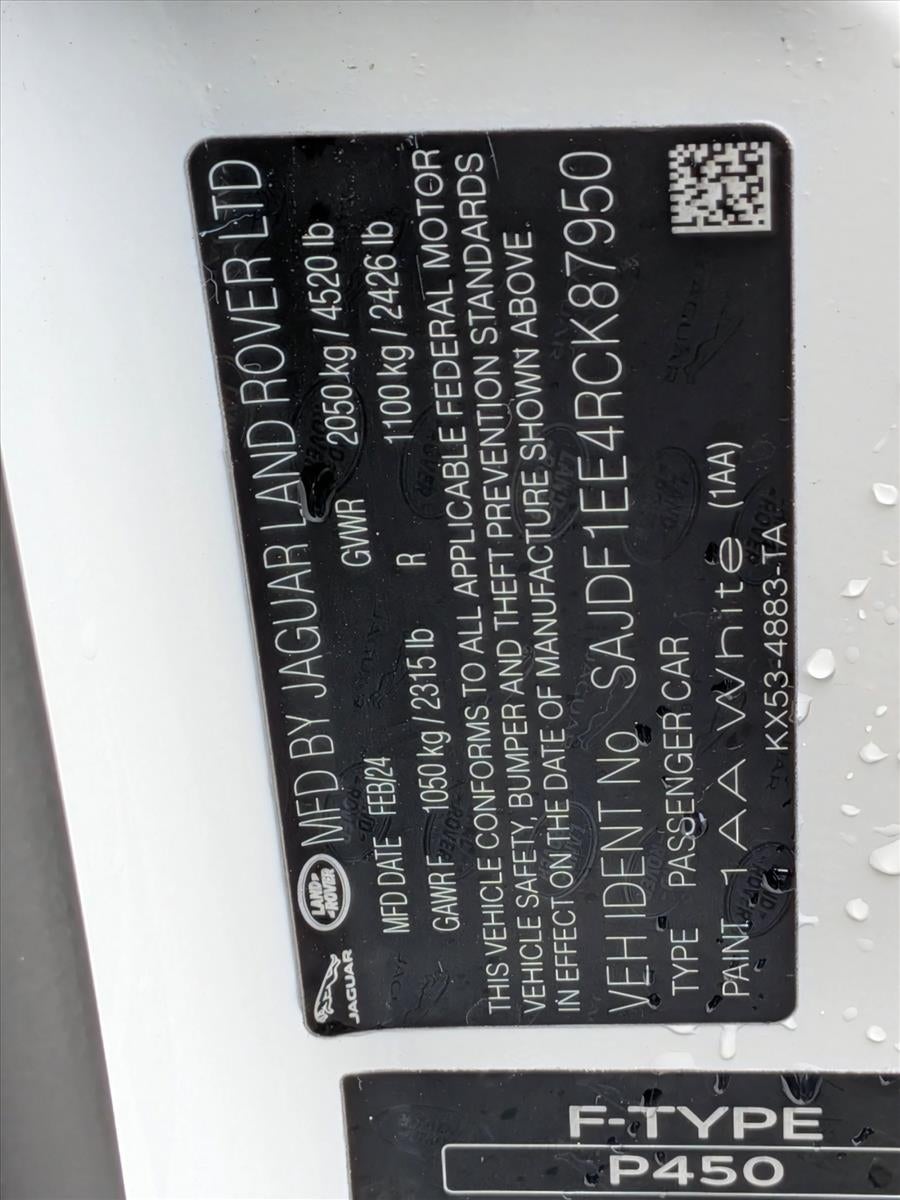 JAGUAR LAND ROVER MFD BY JAGUAR LAND ROVER LTD
MFD DATE FEB/24 GVWR 2050 kg / 4520 lb
GAWR F 1050 kg / 2315 lb R 1100 kg / 2426 lb
THIS VEHICLE CONFORMS TO ALL APPLICABLE FEDERAL MOTOR
VEHICLE SAFETY, BUMPER AND THEFT PREVENTION STANDARDS
IN EFFECT ON THE DATE OF MANUFACTURE SHOWN ABOVE.
VEH IDENT No SAJDF1EE4RCK87950
TYPE PASSENGER CAR
PAINT 1AA White (1AA)
KX53-4883-TA
F-TYPE
P450